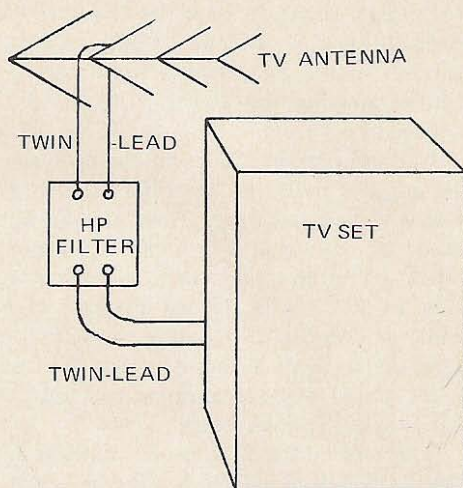 TV ANTENNA
TWIN -LEAD
HP
FILTER
TV SET
TWIN-LEAD